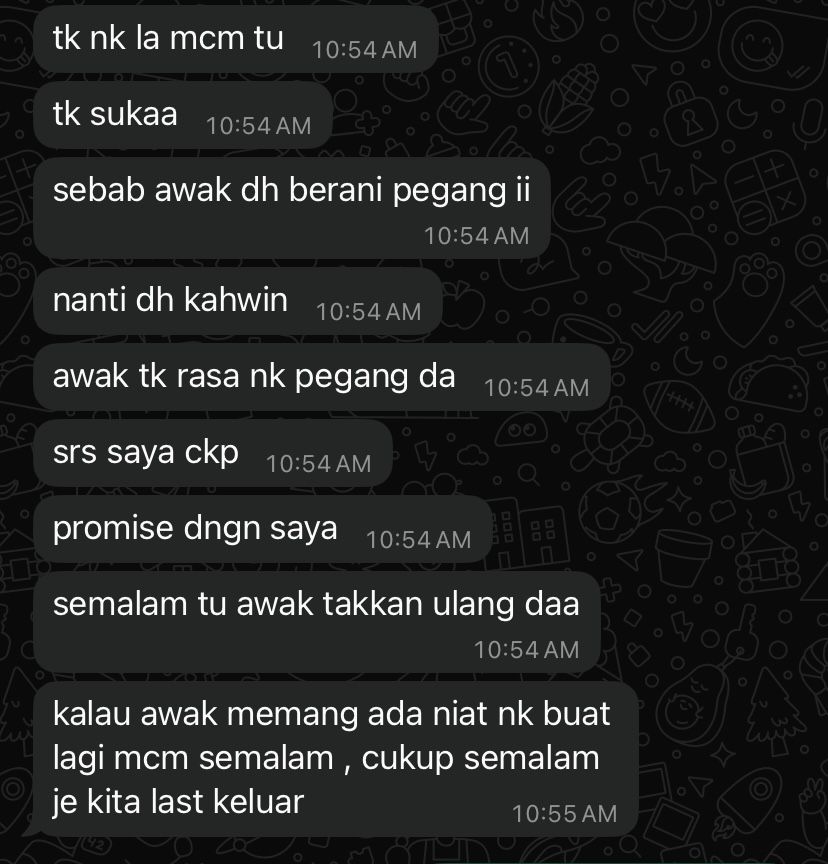 tk nk la mcm tu 10:54 AM
tk sukaa 10:54 AM
sebab awak dh berani pegang ii
10:54 AM
nanti dh kahwin 10:54 AM
awak tk rasa nk pegang da 10:54 AM
srs saya ckp 10:54 AM
promise dngn saya 10:54 AM
semalam tu awak takkan ulang daa
10:54 AM
kalau awak memang ada niat nk buat
lagi mcm semalam , cukup semalam
je kita last keluar 10:55 AM